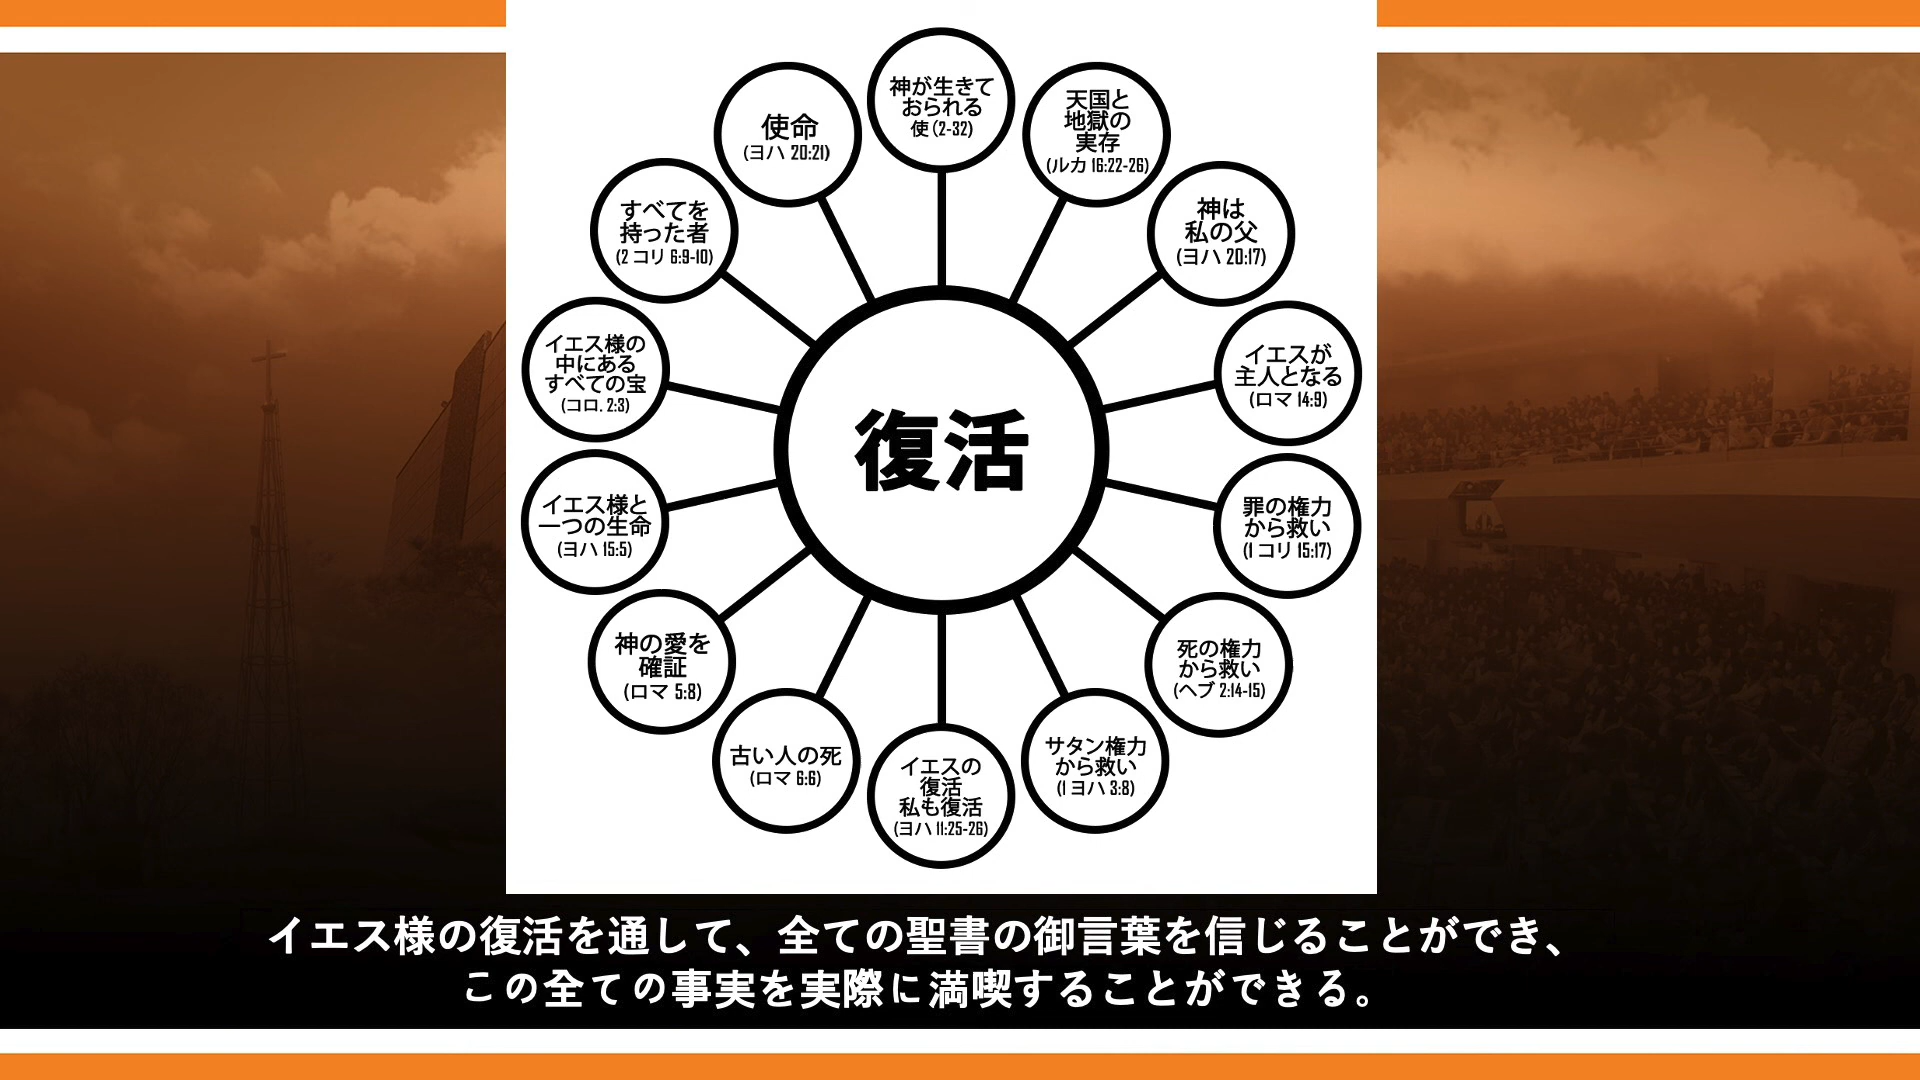 神が生きて
おられる
使 (2-32)
天国と
地獄の
実存
(ルカ 16:22-26)
神は
私の父
(ヨハ 20:17)
イエスが
主人となる
(ロマ 14:9)
罪の権力
から救い
(1 コリ 15:17)
死の権力
から救い
(ヘブ 2:14-15)
サタン権力
から救い
(1 ヨハ 3:8)
イエスの
復活
私も復活
(ヨハ 11:25-26)
古い人の死
(ロマ 6:6)
神の愛を
確証
(ロマ 5:8)
イエス様と
一つの生命
(ヨハ 15:5)
イエス様の
中にある
すべての宝
(コロ. 2:3)
すべてを
持った者
(2 コリ 6:9-10)
使命
(ヨハ 20:21)
復活
イエス様の復活を通して、全ての聖書の御言葉を信じることができ、
この全ての事実を実際に満喫することができる。